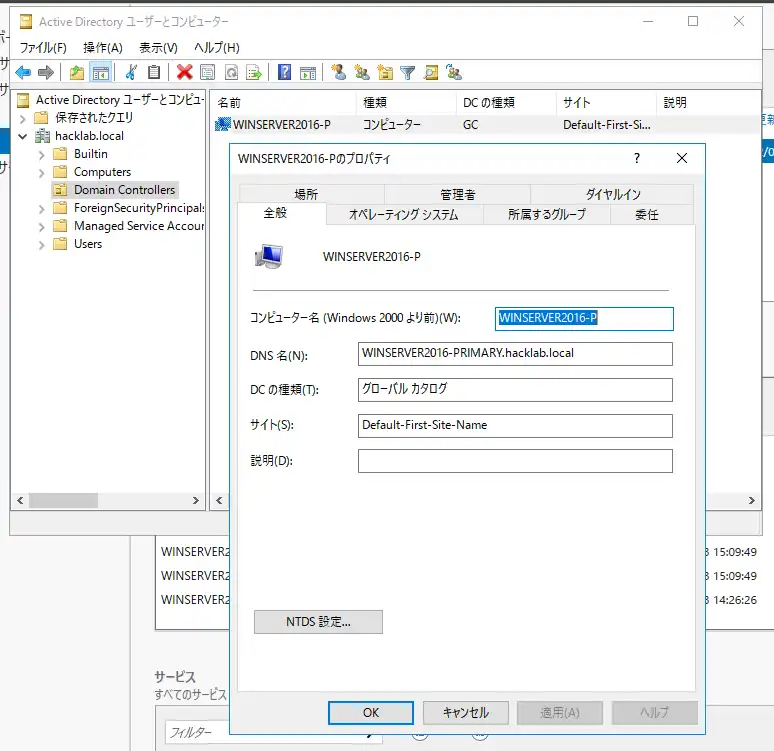 Active Directory ユーザーとコンピューター
ファイル(F) 操作(A) 表示(V) ヘルプ(H)
Active Directory ユーザーとコンピュ
保存されたクエリ
hacklab.local
Builtin
Computers
Domain Controllers
ForeignSecurityPrincipals
Managed Service Accour
Users
名前 種類 DC の種類 サイト 説明
WINSERVER2016-P コンピューター GC Default-First-Si...
WINSERVER2016-Pのプロパティ
場所 管理者 ダイヤルイン
全般 オペレーティング システム 所属するグループ 委任
WINSERVER2016-P
コンピューター名 (Windows 2000 より前)(W): WINSERVER2016-P
DNS 名(N): WINSERVER2016-PRIMARY.hacklab.local
DC の種類(T): グローバル カタログ
サイト(S): Default-First-Site-Name
説明(D):
NTDS 設定...
OK キャンセル 適用(A) ヘルプ
WINSERVER2 15:09:49
WINSERVER2 15:09:49
WINSERVER2 14:26:26
サービス
すべてのサービス
フィルター